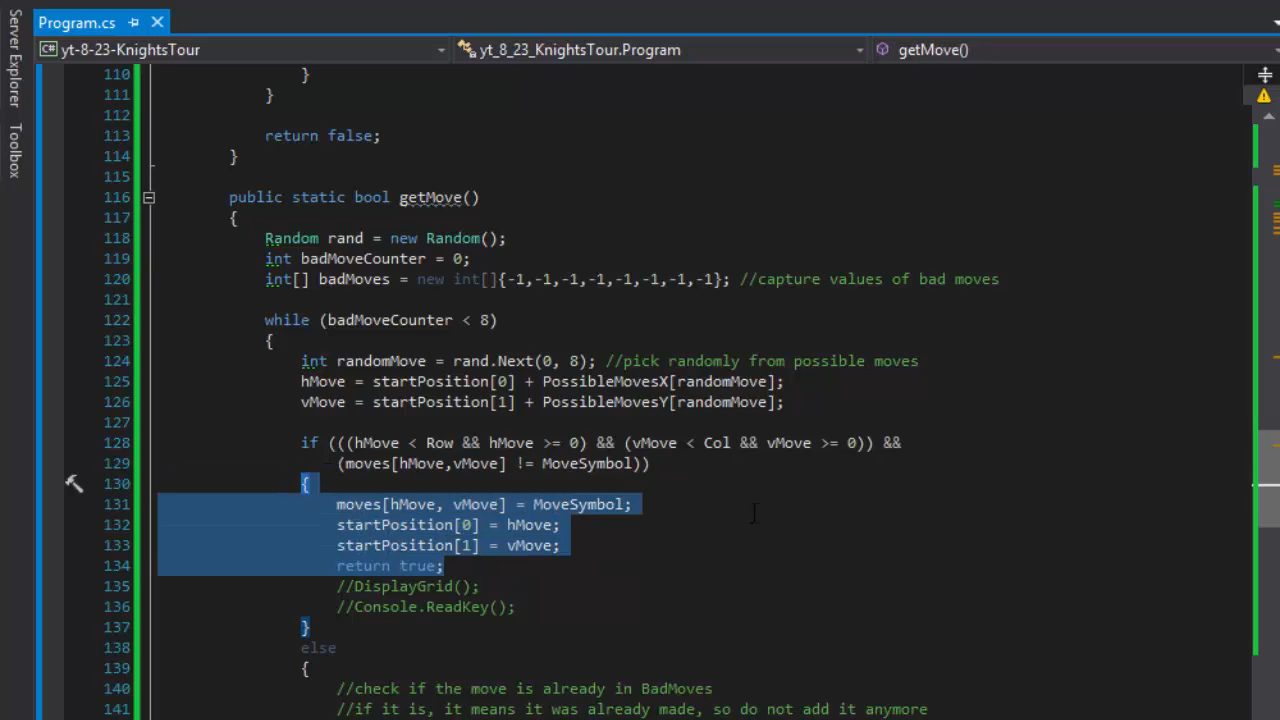 Server Explorer
Toolbox
Program.cs
C# yt-8-23-KnightsTour yt_8_23_KnightsTour.Program getMove()
110 }
111 }
112
113 return false;
114 }
115
116 public static bool getMove()
117 {
118 Random rand = new Random();
119 int badMoveCounter = 0;
120 int[] badMoves = new int[]{-1,-1,-1,-1,-1,-1,-1,-1}; //capture values of bad moves
121
122 while (badMoveCounter < 8)
123 {
124 int randomMove = rand.Next(0, 8); //pick randomly from possible moves
125 hMove = startPosition[0] + PossibleMovesX[randomMove];
126 vMove = startPosition[1] + PossibleMovesY[randomMove];
127
128 if (((hMove < Row && hMove >= 0) && (vMove < Col && vMove >= 0)) &&
129 (moves[hMove,vMove] != MoveSymbol))
130 {
131 moves[hMove, vMove] = MoveSymbol;
132 startPosition[0] = hMove;
133 startPosition[1] = vMove;
134 return true;
135 //DisplayGrid();
136 //Console.ReadKey();
137 }
138 else
139 {
140 //check if the move is already in BadMoves
141 //if it is, it means it was already made, so do not add it anymore